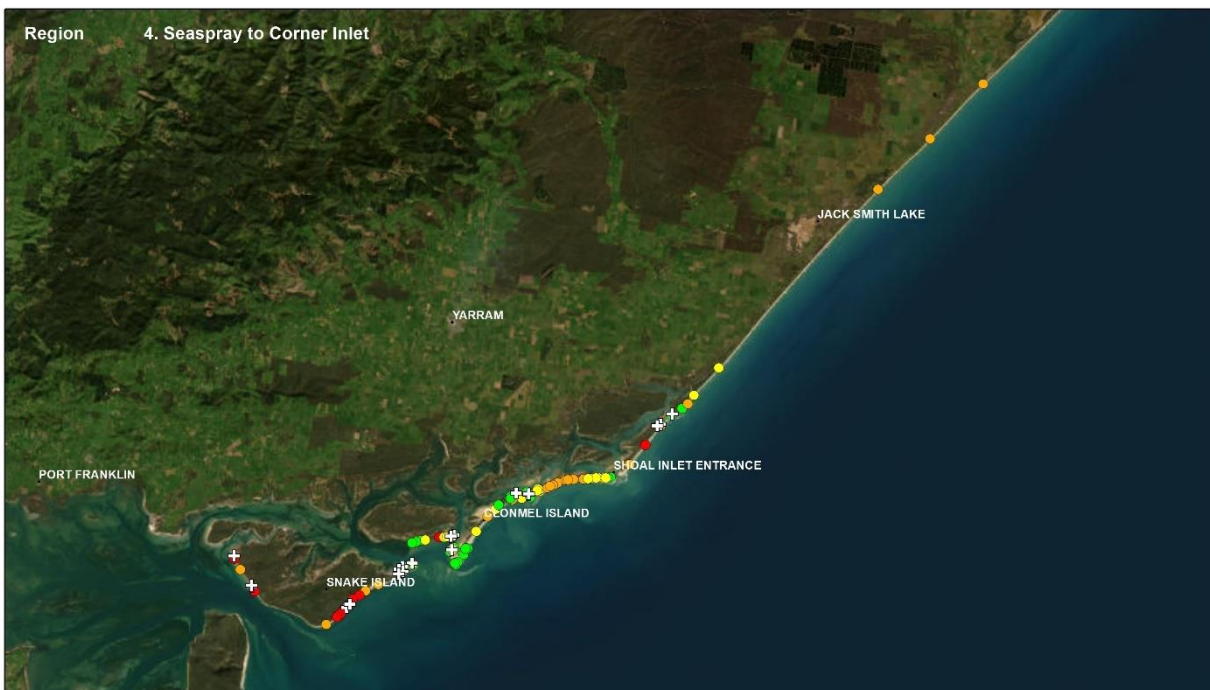 Region 4. Seaspray to Corner Inlet
JACK SMITH LAKE
YARRAM
SHOAL INLET ENTRANCE
PORT FRANKLIN
CLONMEL ISLAND
SNAKE ISLAND